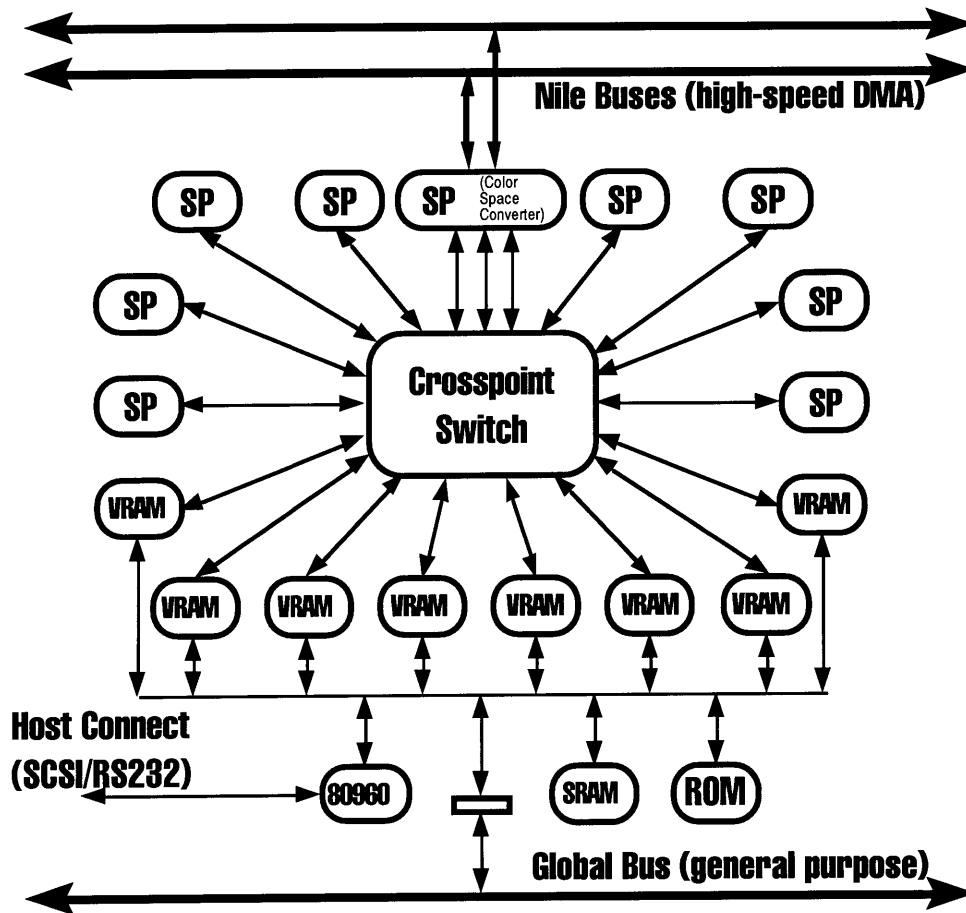 Nile Buses (high-speed DMA)
SP
SP
SP
(Color
Space
Converter)
SP
SP
SP
SP
Crosspoint
Switch
SP
SP
VRAM
VRAM
VRAM
VRAM
VRAM
VRAM
VRAM
VRAM
Host Connect
(SCSI/RS232)
80960
SRAM
ROM
Global Bus (general purpose)